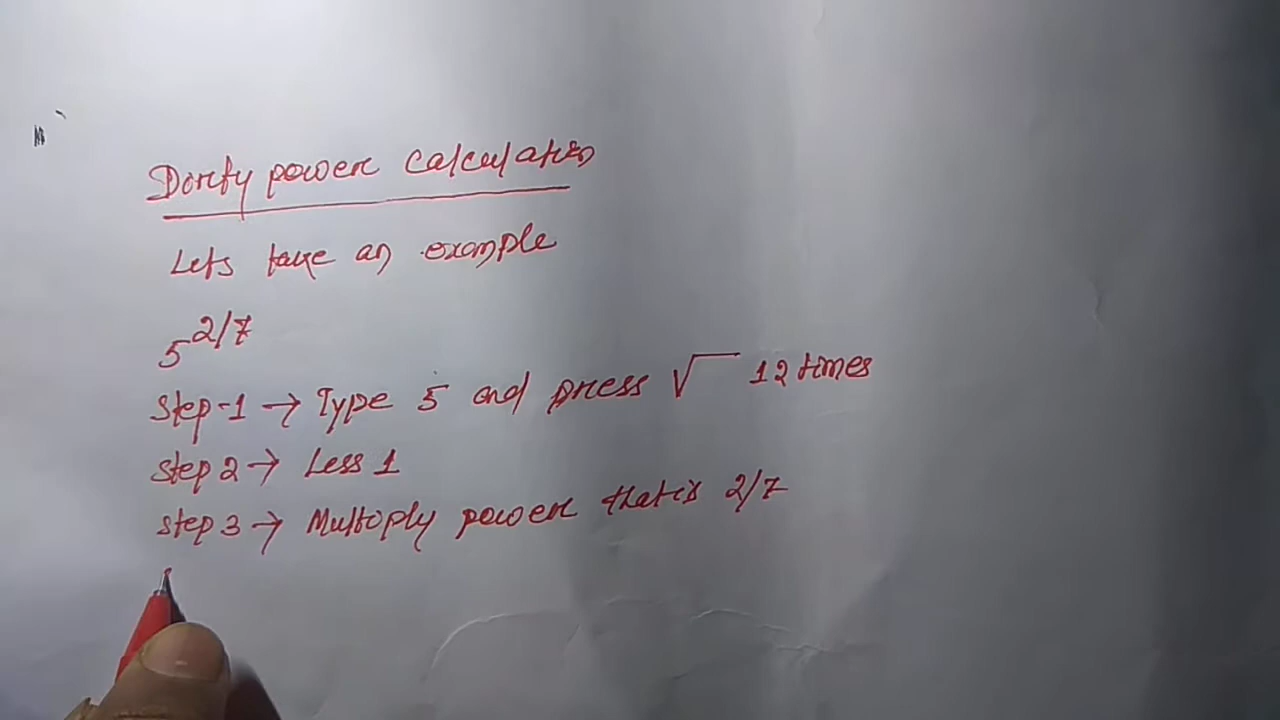 power calculation
Lets take an example
5^2/7
Step-1 → Type 5 and press √ 12 times
Step 2 → Less 1
Step 3 → Multiply power that is 2/7